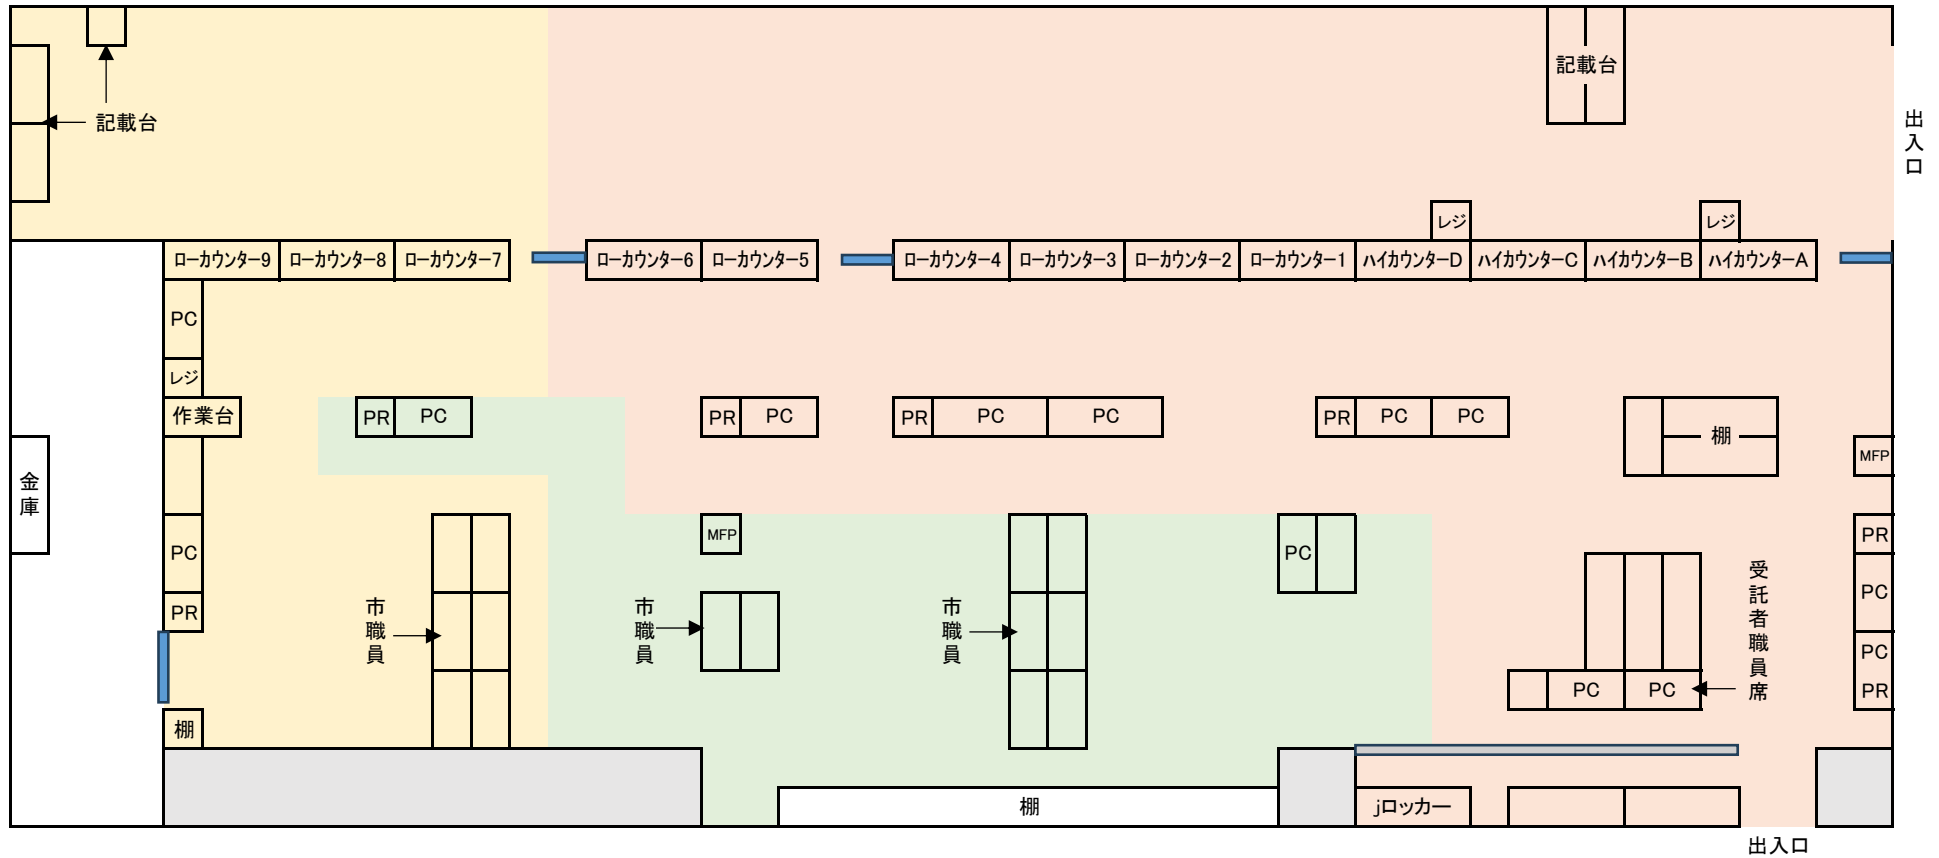 記載台
出入口
記載台
レジ
レジ
ローカウンター9
ローカウンター8
ローカウンター7
ローカウンター6
ローカウンター5
ローカウンター4
ローカウンター3
ローカウンター2
ローカウンター1
ハイカウンターD
ハイカウンターC
ハイカウンターB
ハイカウンターA
PC
レジ
作業台
PR
PC
PR
PC
PR
PC
PC
PR
PC
PC
棚
MFP
金庫
PC
PR
MFP
PC
PR
PC
PC
PR
市職員
市職員
市職員
受託者職員席
PC
PC
棚
棚
jロッカー
出入口